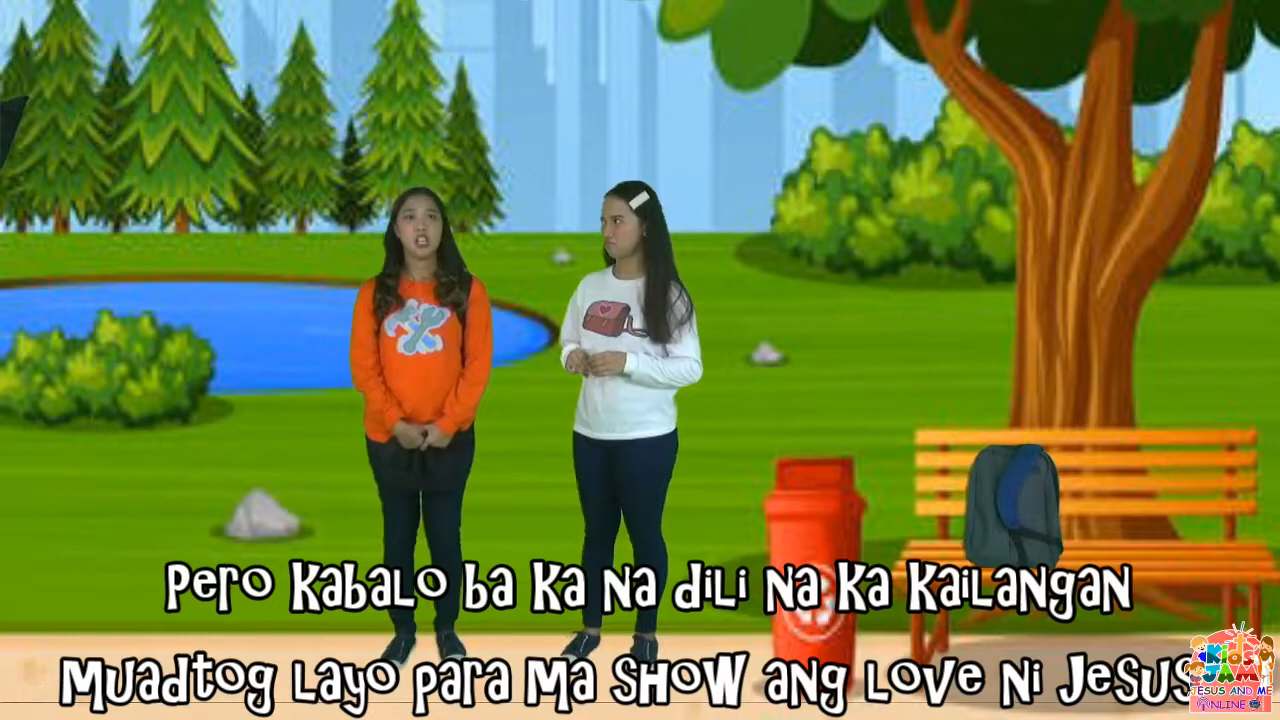 Pero Kabalo ba Ka na dili na Ka Kailangan
Muadtog Layo para Ma SHOW ang Love Ni Jesus
Kids
JAM
JESUS AND ME
ONLINE